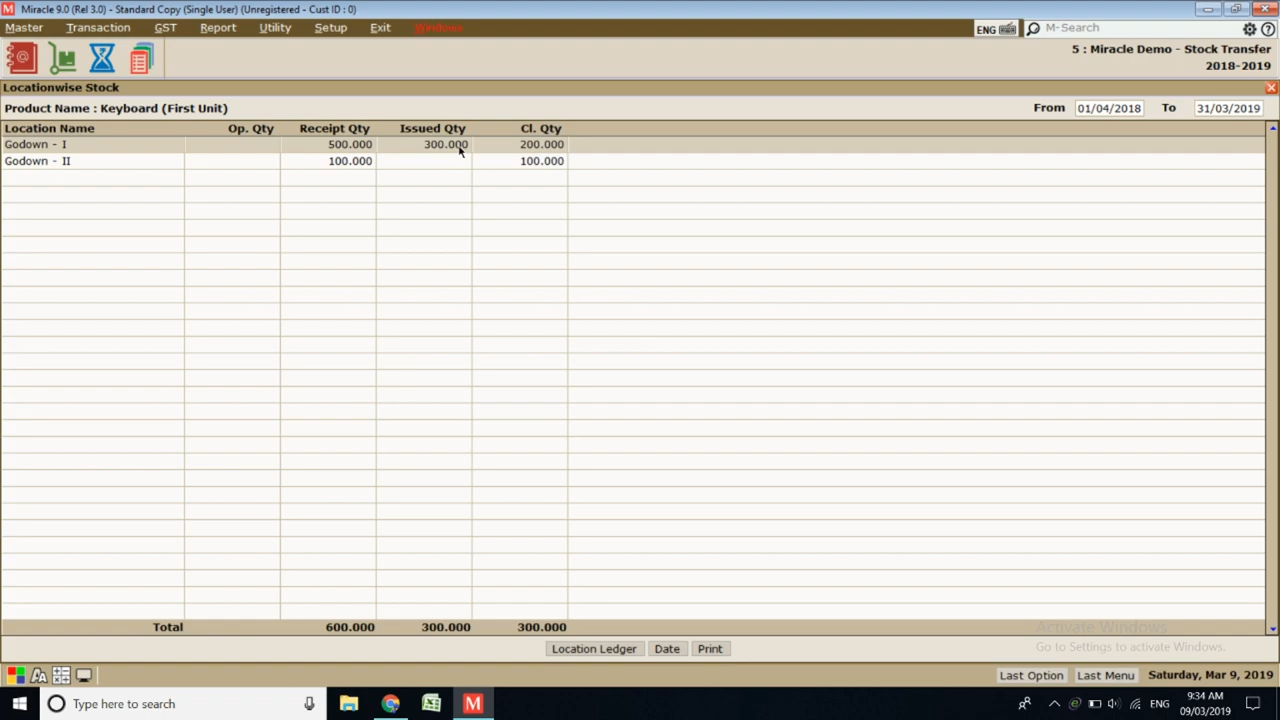 Miracle 9.0 (Rel 3.0) - Standard Copy (Single User) (Unregistered - Cust ID : 0)
Master Transaction GST Report Utility Setup Exit Windows
ENG M-Search
5 : Miracle Demo - Stock Transfer
2018-2019
Locationwise Stock
Product Name : Keyboard (First Unit) From 01/04/2018 To 31/03/2019
Location Name Op. Qty Receipt Qty Issued Qty Cl. Qty
Godown - I 500.000 300.000 200.000
Godown - II 100.000 100.000
Total 600.000 300.000 300.000
Activate Windows
Go to Settings to activate Windows.
Location Ledger Date Print
Last Option Last Menu Saturday, Mar 9, 2019
Type here to search
ENG
9:34 AM
09/03/2019